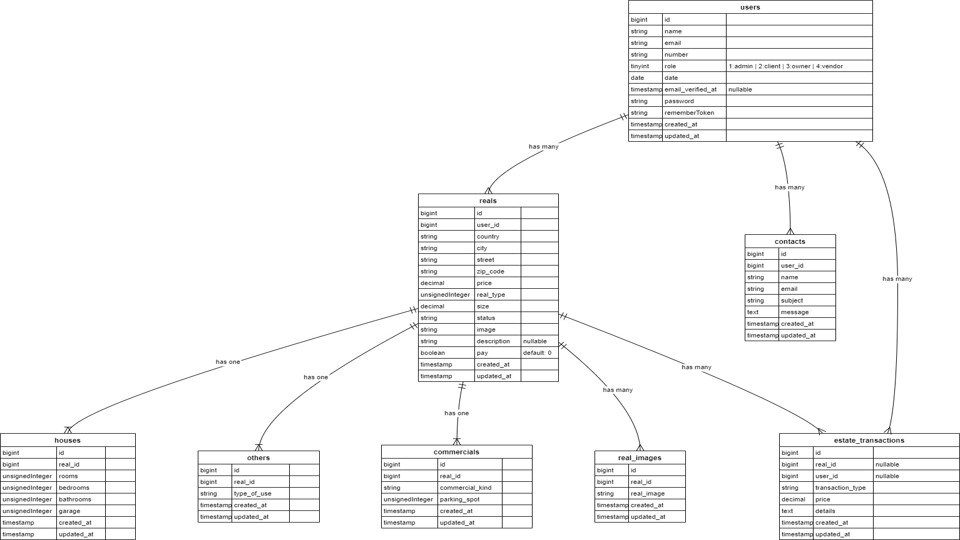 users
bigint id
string name
string email
string number
tinyint role 1:admin | 2:client | 3:owner | 4:vendor
date date
timestamp email_verified_at nullable
string password
string rememberToken
timestamp created_at
timestamp updated_at
has many
has many
has many
reals
bigint id
bigint user_id
string country
string city
string street
string zip_code
decimal price
unsignedInteger real_type
decimal size
string status
string image
string description nullable
boolean pay default: 0
timestamp created_at
timestamp updated_at
contacts
bigint id
bigint user_id
string name
string email
string subject
text message
timestamp created_at
timestamp updated_at
has one
has one
has one
has many
has many
houses
bigint id
bigint real_id
unsignedInteger rooms
unsignedInteger bedrooms
unsignedInteger bathrooms
unsignedInteger garage
timestamp created_at
timestamp updated_at
others
bigint id
bigint real_id
string type_of_use
timestamp created_at
timestamp updated_at
commercials
bigint id
bigint real_id
string commercial_kind
unsignedInteger parking_spot
timestamp created_at
timestamp updated_at
real_images
bigint id
bigint real_id
string real_image
timestamp created_at
timestamp updated_at
estate_transactions
bigint id
bigint real_id nullable
bigint user_id nullable
string transaction_type
decimal price
text details
timestamp created_at
timestamp updated_at